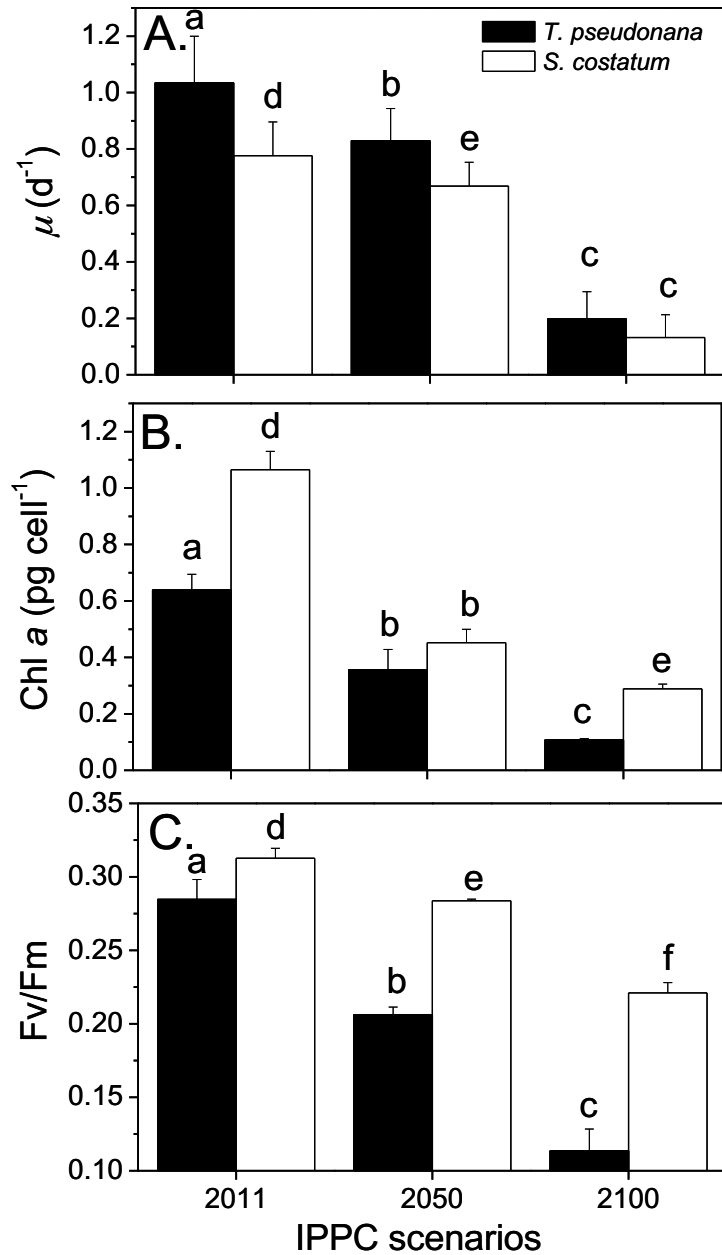 A.
T. pseudonana
S. costatum
a
d
b
e
c
c
1.2
1.0
0.8
0.6
0.4
0.2
0.0
μ (d⁻¹)
B.
a
d
b
b
c
e
1.2
1.0
0.8
0.6
0.4
0.2
0.0
Chl a (pg cell⁻¹)
C.
a
d
b
e
c
f
0.35
0.30
0.25
0.20
0.15
0.10
Fv/Fm
2011 2050 2100
IPPC scenarios